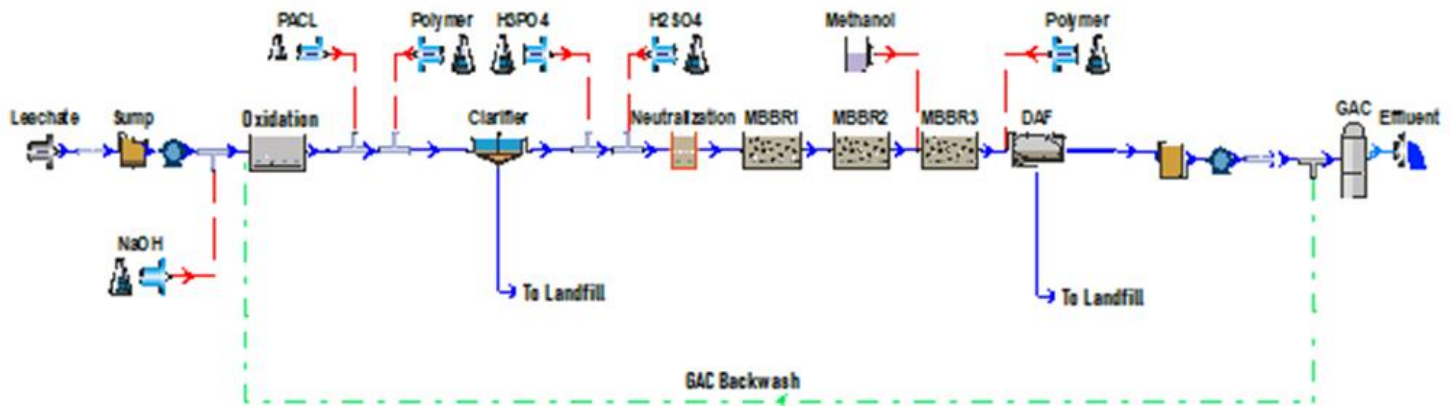 PACL
Polymer
H3PO4
H2SO4
Methanol
Polymer
Leechate
Sump
Oxidation
Clarifier
Neutralization
MBBR1
MBBR2
MBBR3
DAF
GAC
Effluent
NaOH
To Landfill
To Landfill
GAC Backwash